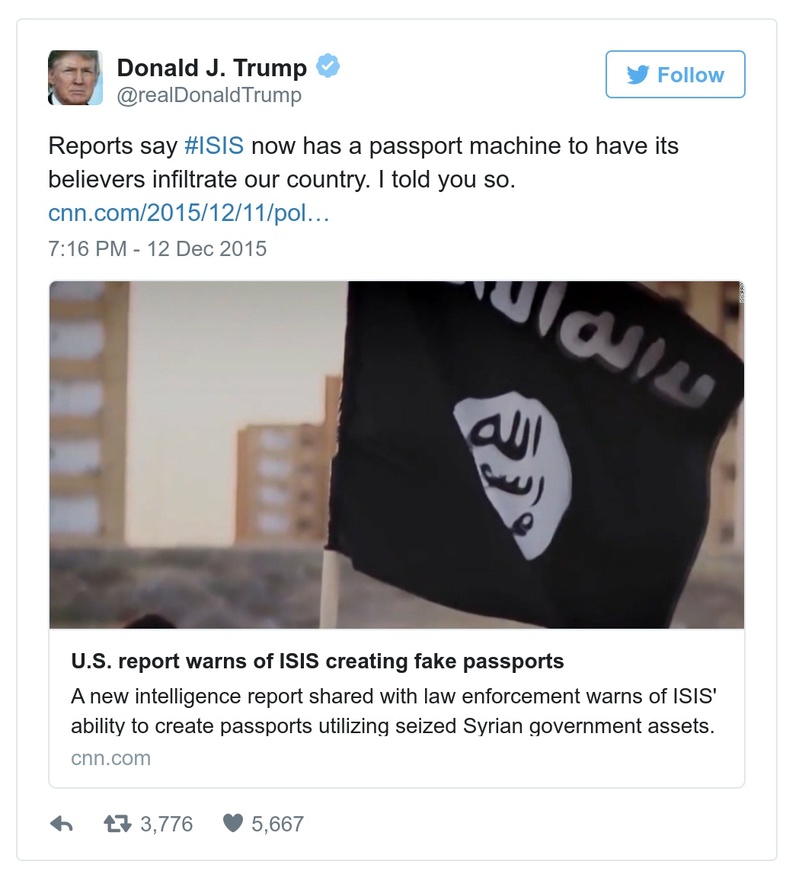 Donald J. Trump
@realDonaldTrump
Follow
Reports say #ISIS now has a passport machine to have its
believers infiltrate our country. I told you so.
cnn.com/2015/12/11/pol…
7:16 PM - 12 Dec 2015
الله
رسو
U.S. report warns of ISIS creating fake passports
A new intelligence report shared with law enforcement warns of ISIS'
ability to create passports utilizing seized Syrian government assets.
cnn.com
3,776 5,667